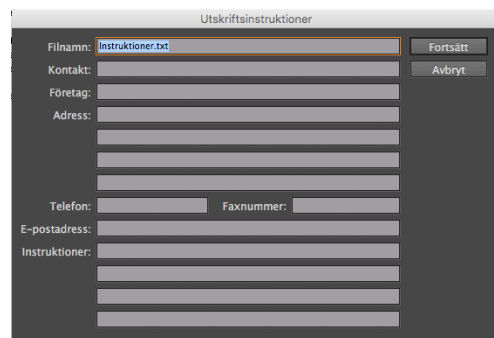 Utskriftsinstruktioner
Filnamn: Instruktioner.txt Fortsätt
Kontakt: Avbryt
Företag:
Adress:
Telefon: Faxnummer:
E-postadress:
Instruktioner: